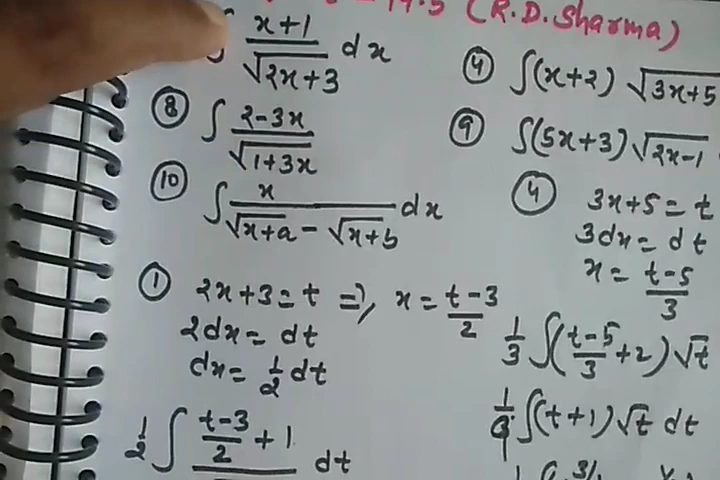 19.5 (R.D. Sharma)
∫ x+1/√2x+3 dx
④ ∫(x+2) √3x+5
⑧ ∫ 2-3x/√1+3x
⑨ ∫(5x+3)√2x-1
⑩ ∫ x/√x+a - √x+b dx
① 2x+3=t ⇒, x = t-3/2
2dx = dt
dx = 1/2 dt
1/2 ∫ t-3/2 + 1 dt
④ 3x+5 = t
3dx = dt
x = t-5/3
1/3 ∫(t-5/3 +2) √t
1/9 ∫(t+1) √t dt